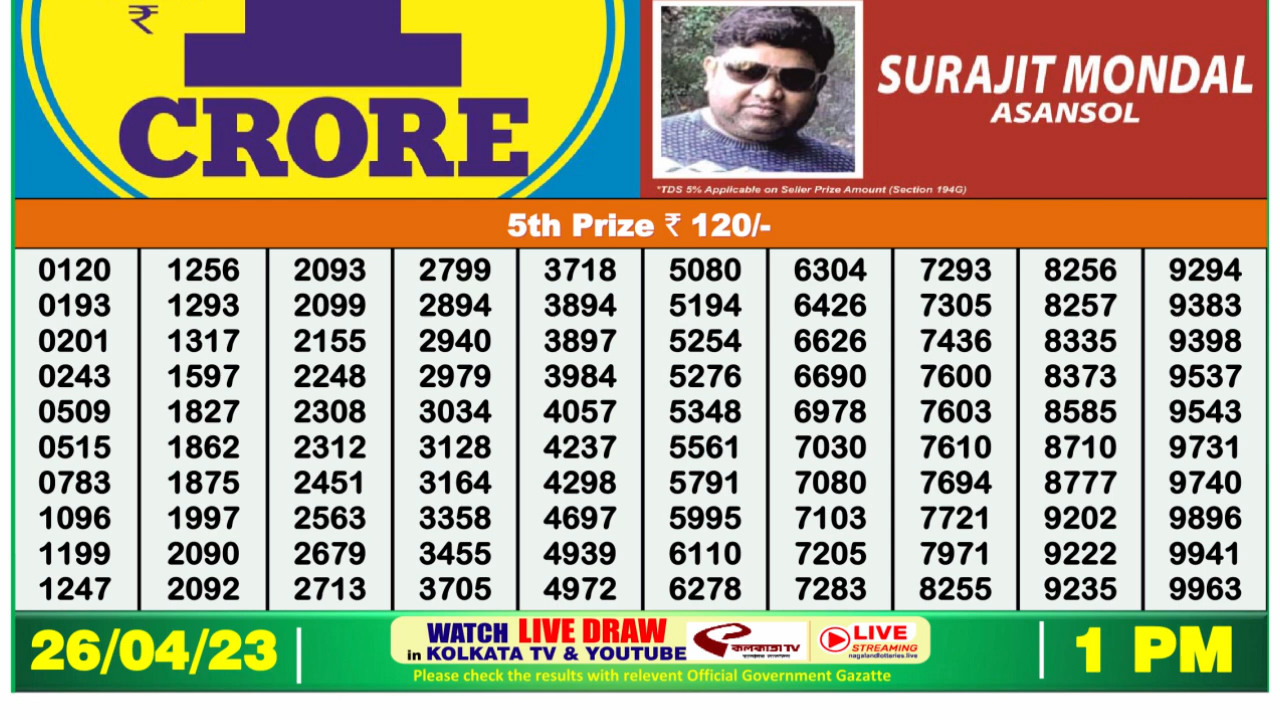 ₹
1
CRORE
SURAJIT MONDAL
ASANSOL
*TDS 5% Applicable on Seller Prize Amount (Section 194G)
5th Prize ₹ 120/-
0120 1256 2093 2799 3718 5080 6304 7293 8256 9294
0193 1293 2099 2894 3894 5194 6426 7305 8257 9383
0201 1317 2155 2940 3897 5254 6626 7436 8335 9398
0243 1597 2248 2979 3984 5276 6690 7600 8373 9537
0509 1827 2308 3034 4057 5348 6978 7603 8585 9543
0515 1862 2312 3128 4237 5561 7030 7610 8710 9731
0783 1875 2451 3164 4298 5791 7080 7694 8777 9740
1096 1997 2563 3358 4697 5995 7103 7721 9202 9896
1199 2090 2679 3455 4939 6110 7205 7971 9222 9941
1247 2092 2713 3705 4972 6278 7283 8255 9235 9963
26/04/23
WATCH LIVE DRAW
in KOLKATA TV & YOUTUBE
কলকাতা TV
LIVE
STREAMING
nagalandlotteries.live
Please check the results with relevent Official Government Gazatte
1 PM